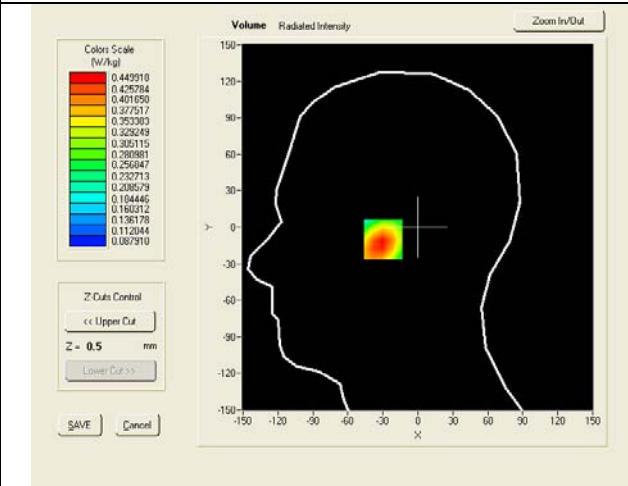 Volume Radiated Intensity
Zoom In/Out
Colors Scale
(W/kg)
0.449918
0.425784
0.401650
0.377517
0.353383
0.329249
0.305115
0.280981
0.256847
0.232713
0.208579
0.184446
0.160312
0.136178
0.112044
0.087910
150-
120-
90-
60-
30-
0-
-30-
-60-
-90-
-120-
-150-
Y
-150 -120 -90 -60 -30 0 30 60 90 120 150
X
Z-Cuts Control
<< Upper Cut
Z = 0.5 mm
Lower Cut >>
SAVE Cancel